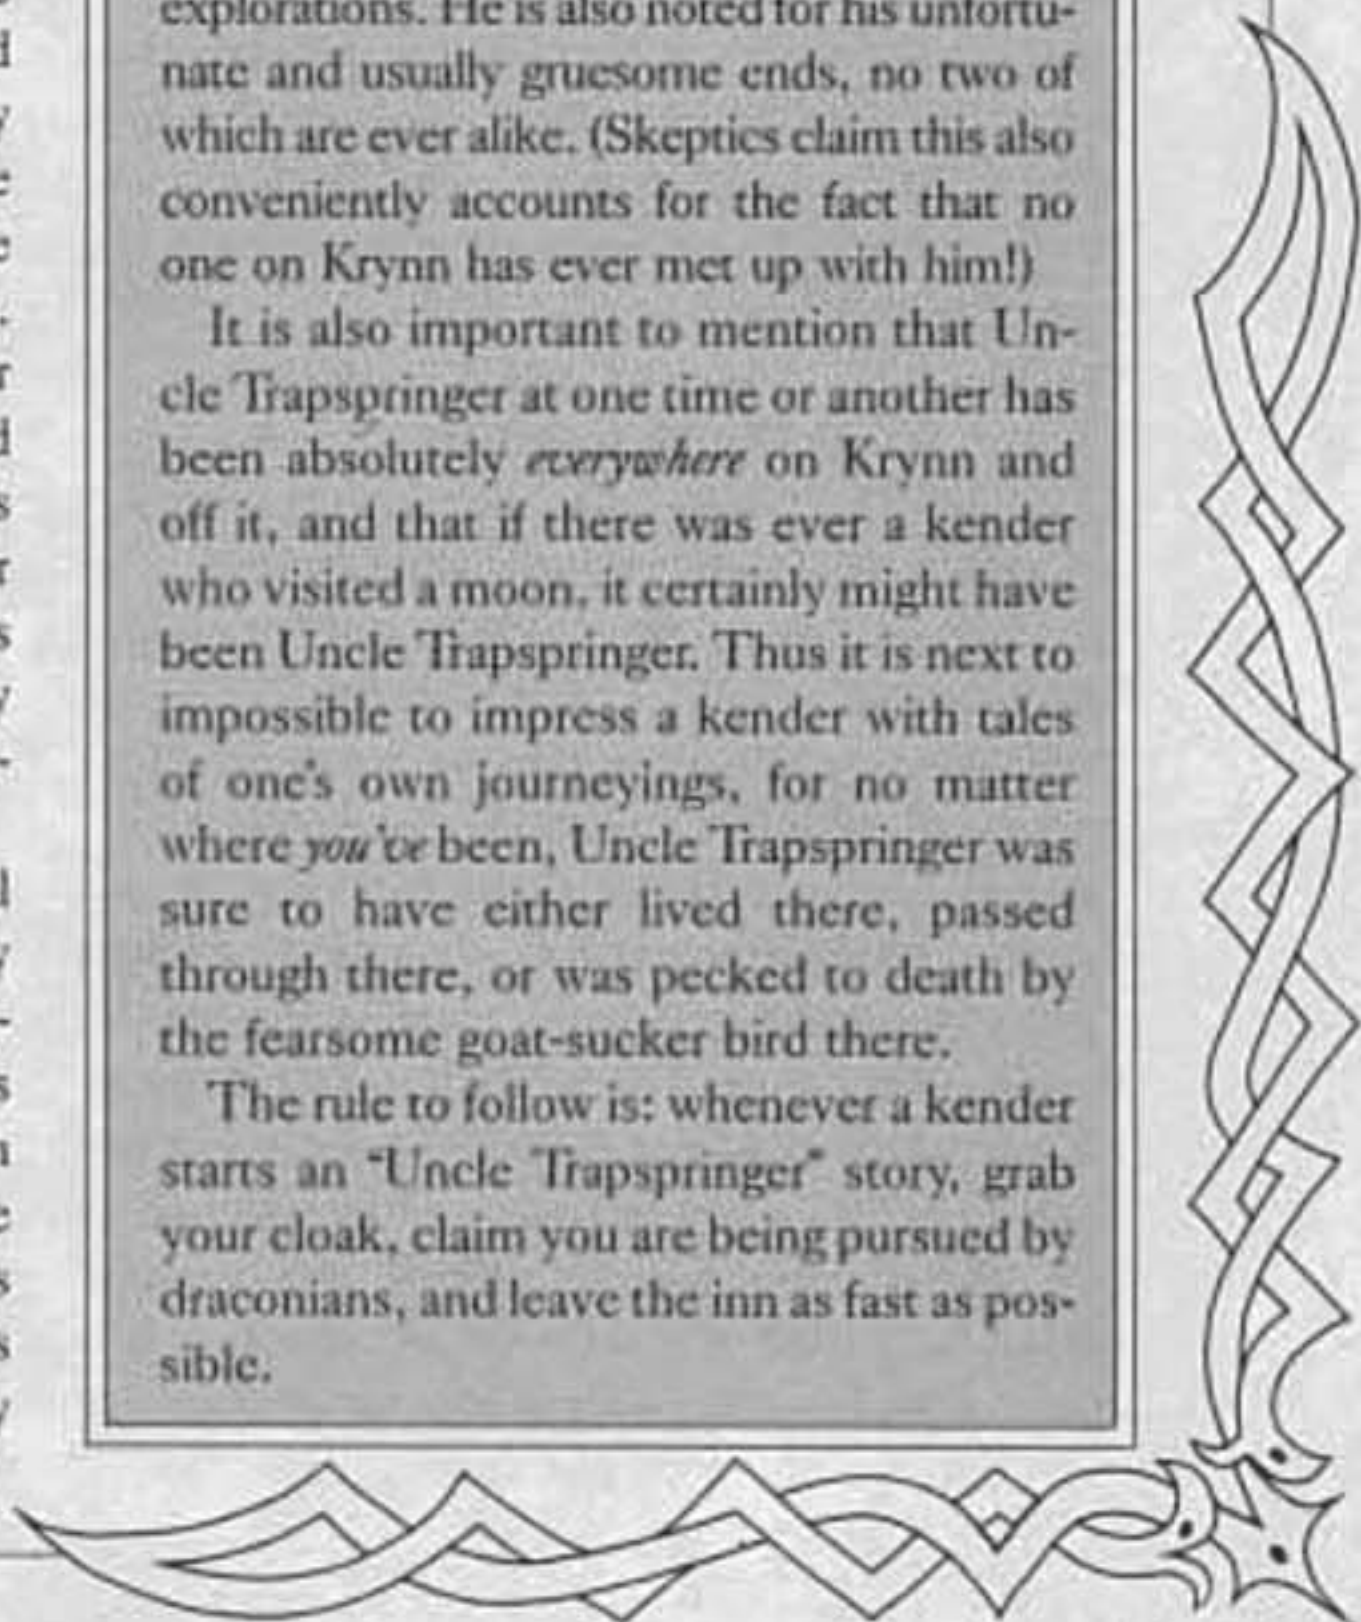 explorations. He is also noted for his unfortu-
nate and usually gruesome ends, no two of
which are ever alike. (Skeptics claim this also
conveniently accounts for the fact that no
one on Krynn has ever met up with him!)
It is also important to mention that Un-
cle Trapspringer at one time or another has
been absolutely everywhere on Krynn and
off it, and that if there was ever a kender
who visited a moon, it certainly might have
been Uncle Trapspringer. Thus it is next to
impossible to impress a kender with tales
of one's own journeyings, for no matter
where you've been, Uncle Trapspringer was
sure to have either lived there, passed
through there, or was pecked to death by
the fearsome goat-sucker bird there.
The rule to follow is: whenever a kender
starts an "Uncle Trapspringer" story, grab
your cloak, claim you are being pursued by
draconians, and leave the inn as fast as pos-
sible.